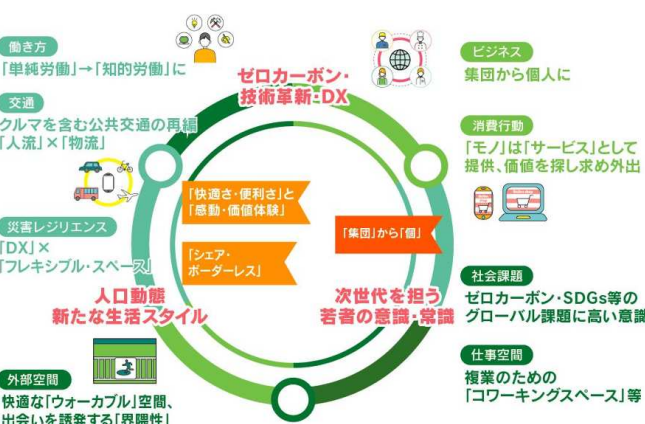 働き方
「単純労働」→「知的労働」に
交通
クルマを含む公共交通の再編
「人流」×「物流」
災害レジリエンス
「DX」×
「フレキシブル・スペース」
外部空間
快適な「ウォーカブル」空間、
出会いを誘発する「界隈性」
ゼロカーボン・
技術革新・DX
「快適さ・便利さ」と
「感動・価値体験」
「シェア・
ボーダーレス」
「集団」から「個」
人口動態
新たな生活スタイル
次世代を担う
若者の意識・常識
ビジネス
集団から個人に
消費行動
「モノ」は「サービス」として
提供、価値を探し求め外出
社会課題
ゼロカーボン・SDGs等の
グローバル課題に高い意識
仕事空間
複業のための
「コワーキングスペース」等